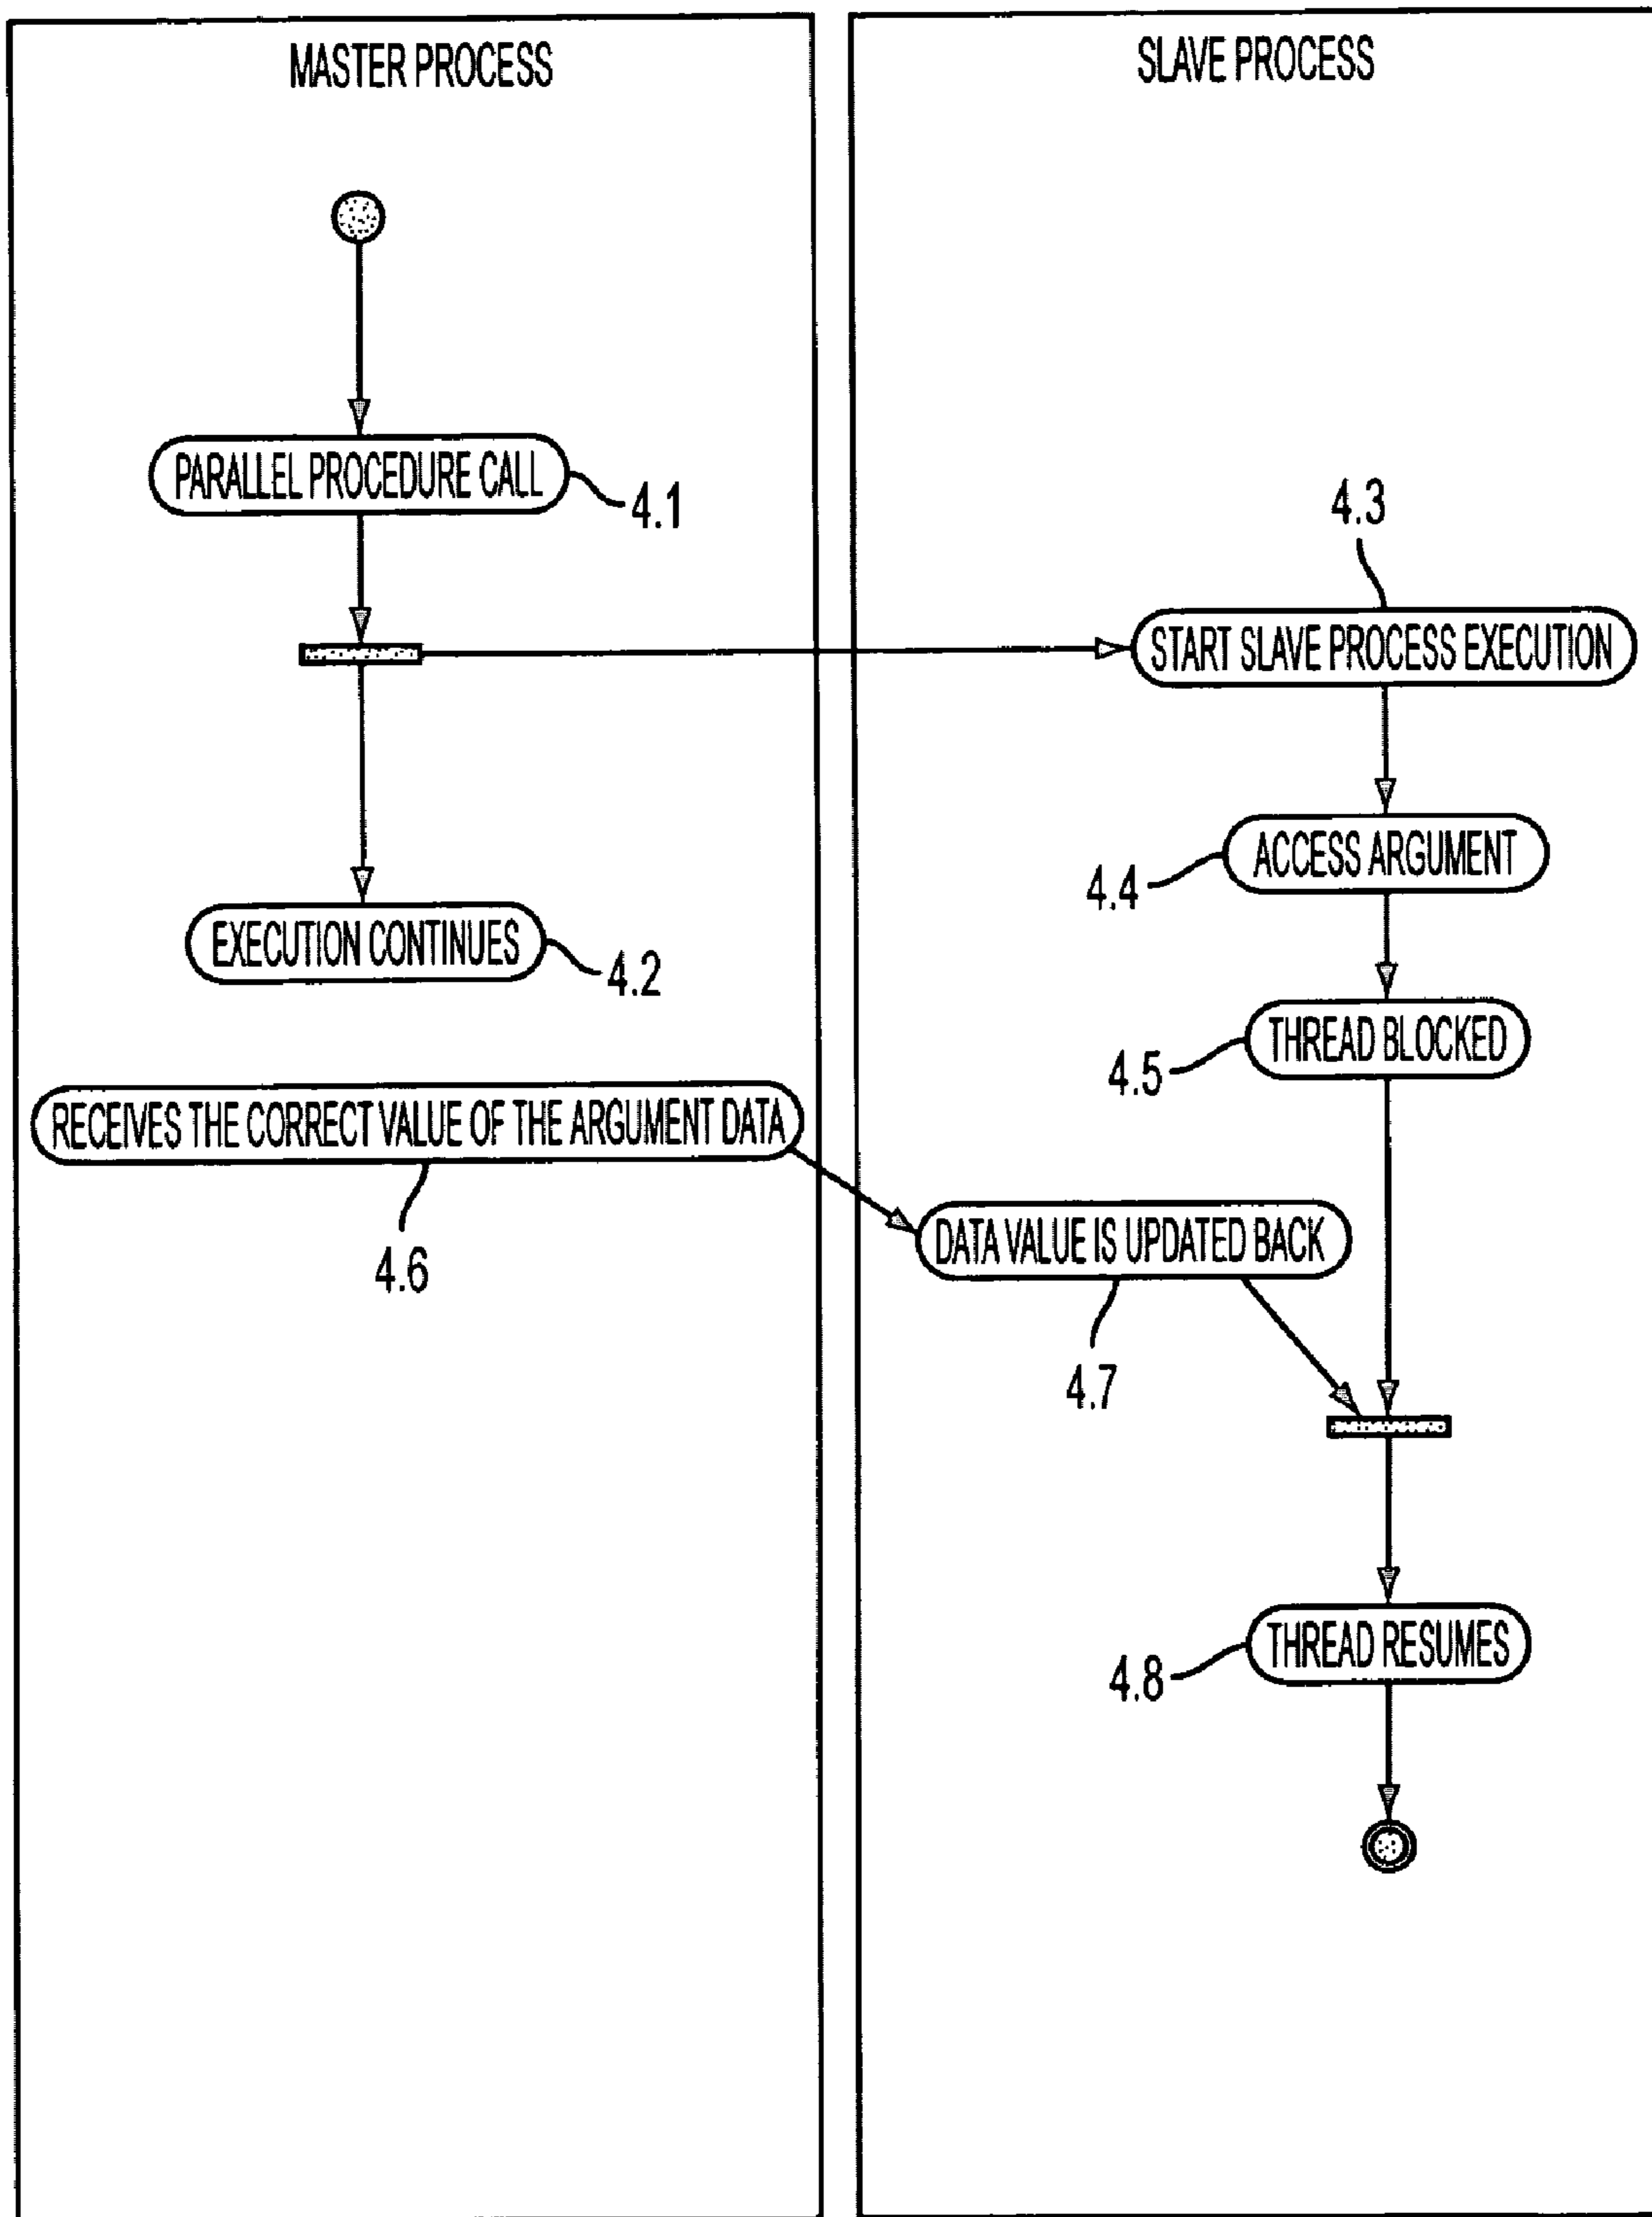 MASTER PROCESS
SLAVE PROCESS
PARALLEL PROCEDURE CALL
4.1
4.3
START SLAVE PROCESS EXECUTION
ACCESS ARGUMENT
4.4
EXECUTION CONTINUES
4.2
THREAD BLOCKED
4.5
RECEIVES THE CORRECT VALUE OF THE ARGUMENT DATA
4.6
DATA VALUE IS UPDATED BACK
4.7
THREAD RESUMES
4.8